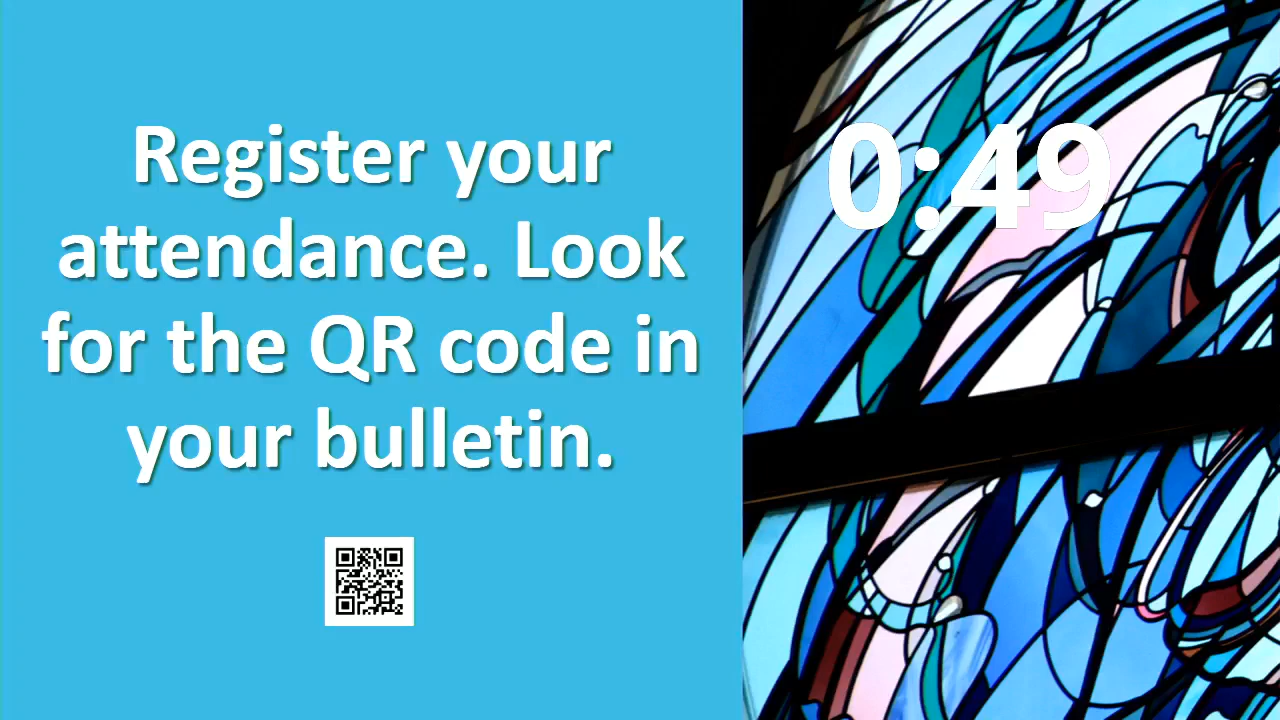 Register your
attendance. Look
for the QR code in
your bulletin.
0:49